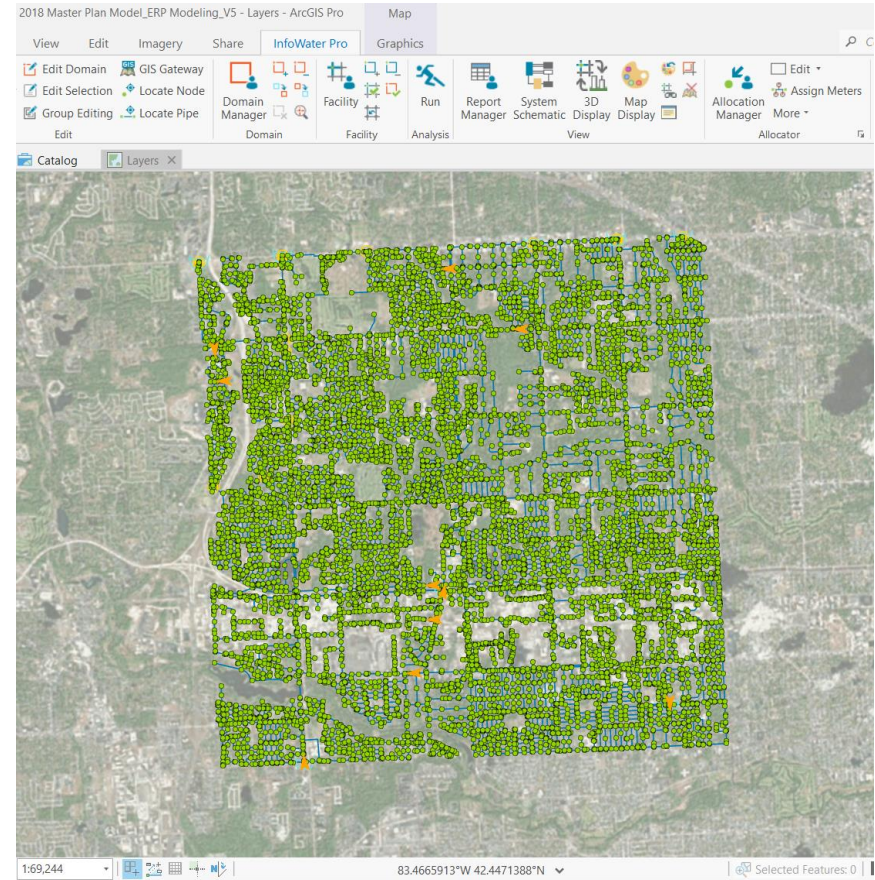 2018 Master Plan Model_ERP Modeling_V5 - Layers - ArcGIS Pro
Map
View Edit Imagery Share InfoWater Pro Graphics
Edit Domain
Edit Selection
Group Editing
GIS Gateway
Locate Node
Locate Pipe
Edit
Domain
Manager
Domain
Facility
Facility
Run
Analysis
Report
Manager
System
Schematic
3D
Display
Map
Display
View
Allocation
Manager
Edit
Assign Meters
More
Allocator
Catalog
Layers
1:69,244
83.4665913°W 42.4471388°N
Selected Features: 0